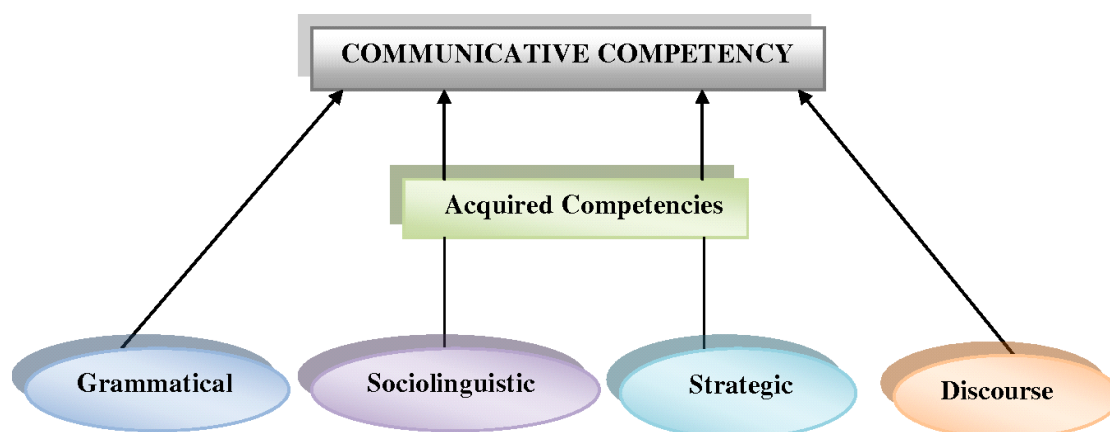 COMMUNICATIVE COMPETENCY
Acquired Competencies
Grammatical
Sociolinguistic
Strategic
Discourse